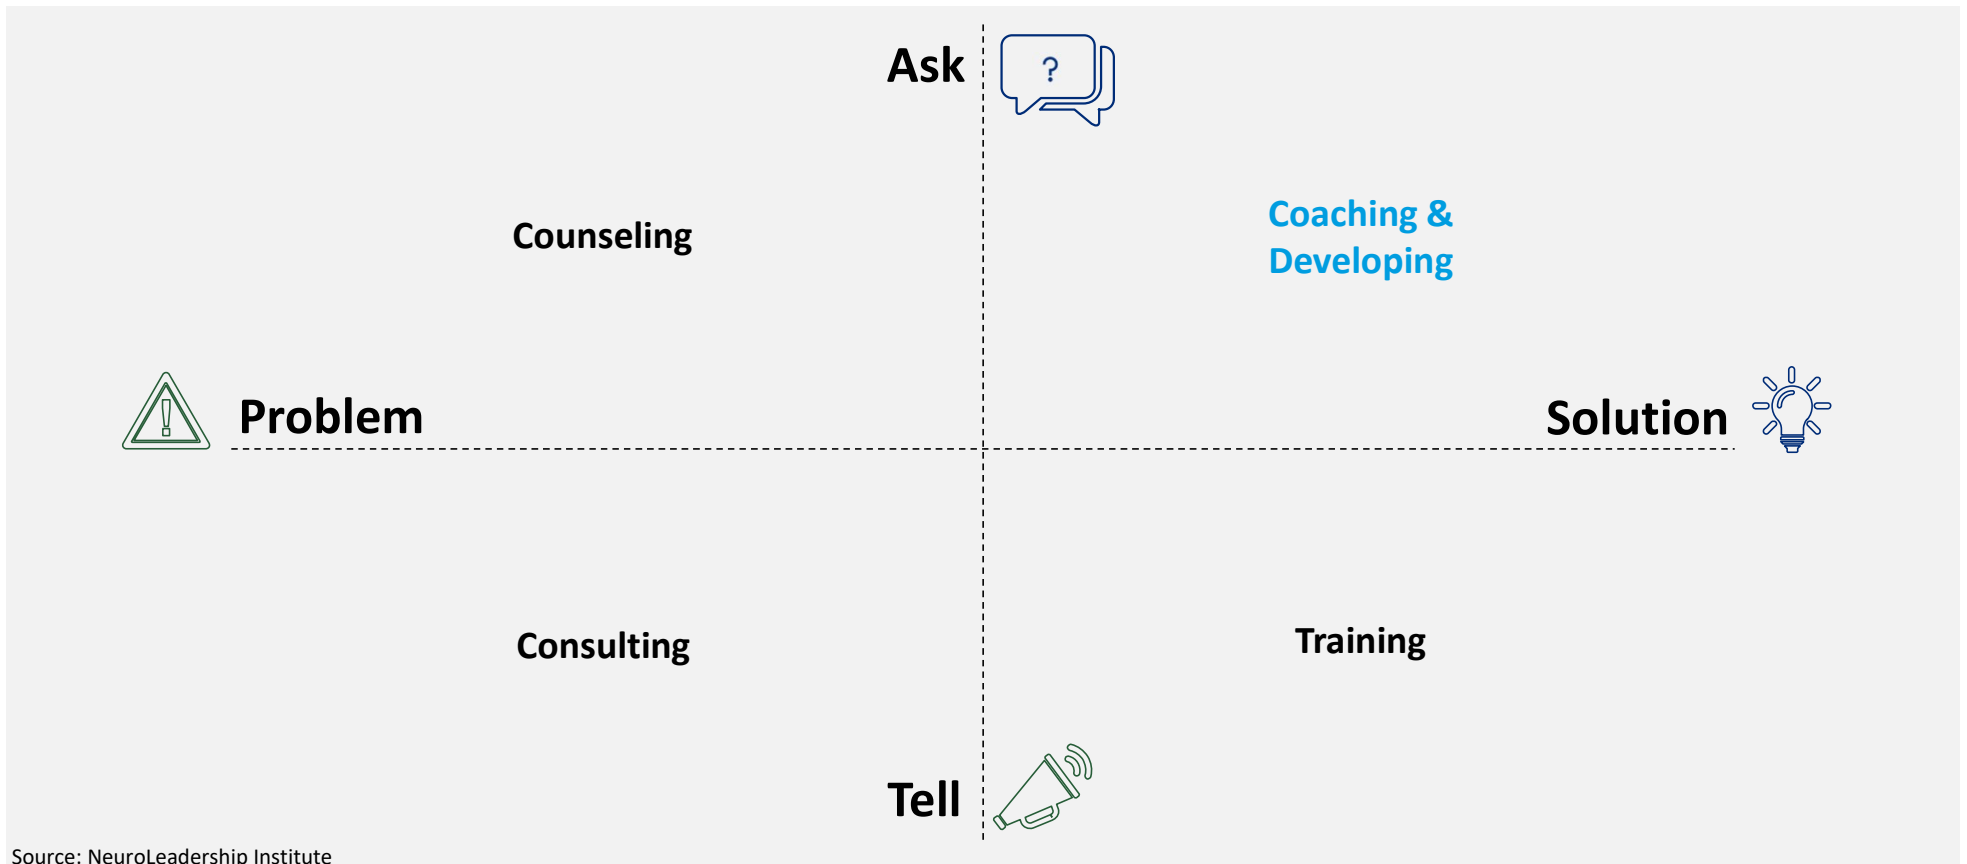 Ask
?
Counseling
Coaching &
Developing
!
Problem
Solution
Consulting
Training
Tell
Source: NeuroLeadership Institute